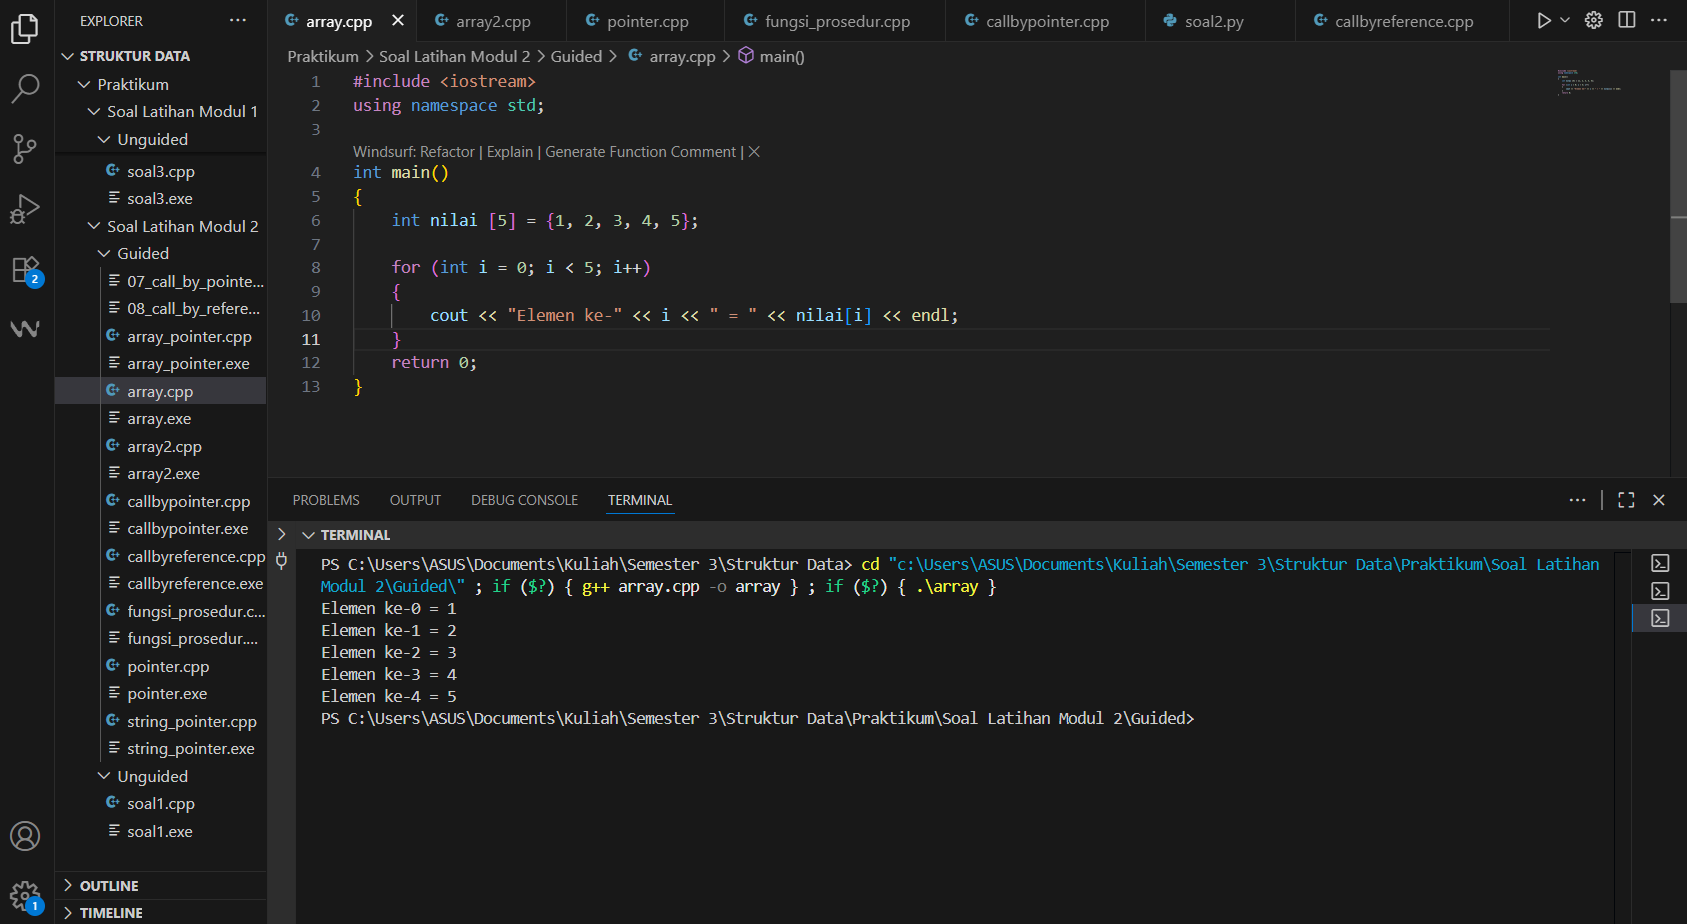 EXPLORER
STRUKTUR DATA
Praktikum
Soal Latihan Modul 1
Unguided
soal3.cpp
soal3.exe
Soal Latihan Modul 2
Guided
07_call_by_pointe...
08_call_by_refere...
array_pointer.cpp
array_pointer.exe
array.cpp
array.exe
array2.cpp
array2.exe
callbypointer.cpp
callbypointer.exe
callbyreference.cpp
callbyreference.exe
fungsi_prosedur.c...
fungsi_prosedur....
pointer.cpp
pointer.exe
string_pointer.cpp
string_pointer.exe
Unguided
soal1.cpp
soal1.exe
OUTLINE
TIMELINE
2
1
array.cpp array2.cpp pointer.cpp fungsi_prosedur.cpp callbypointer.cpp soal2.py callbyreference.cpp
Praktikum > Soal Latihan Modul 2 > Guided > array.cpp > main()
1 #include <iostream>
2 using namespace std;
3
Windsurf: Refactor | Explain | Generate Function Comment | X
4 int main()
5 {
6 int nilai [5] = {1, 2, 3, 4, 5};
7
8 for (int i = 0; i < 5; i++)
9 {
10 cout << "Elemen ke-" << i << " = " << nilai[i] << endl;
11 }
12 return 0;
13 }
PROBLEMS OUTPUT DEBUG CONSOLE TERMINAL
TERMINAL
PS C:\Users\ASUS\Documents\Kuliah\Semester 3\Struktur Data> cd "c:\Users\ASUS\Documents\Kuliah\Semester 3\Struktur Data\Praktikum\Soal Latihan
Modul 2\Guided\" ; if ($?) { g++ array.cpp -o array } ; if ($?) { .\array }
Elemen ke-0 = 1
Elemen ke-1 = 2
Elemen ke-2 = 3
Elemen ke-3 = 4
Elemen ke-4 = 5
PS C:\Users\ASUS\Documents\Kuliah\Semester 3\Struktur Data\Praktikum\Soal Latihan Modul 2\Guided>